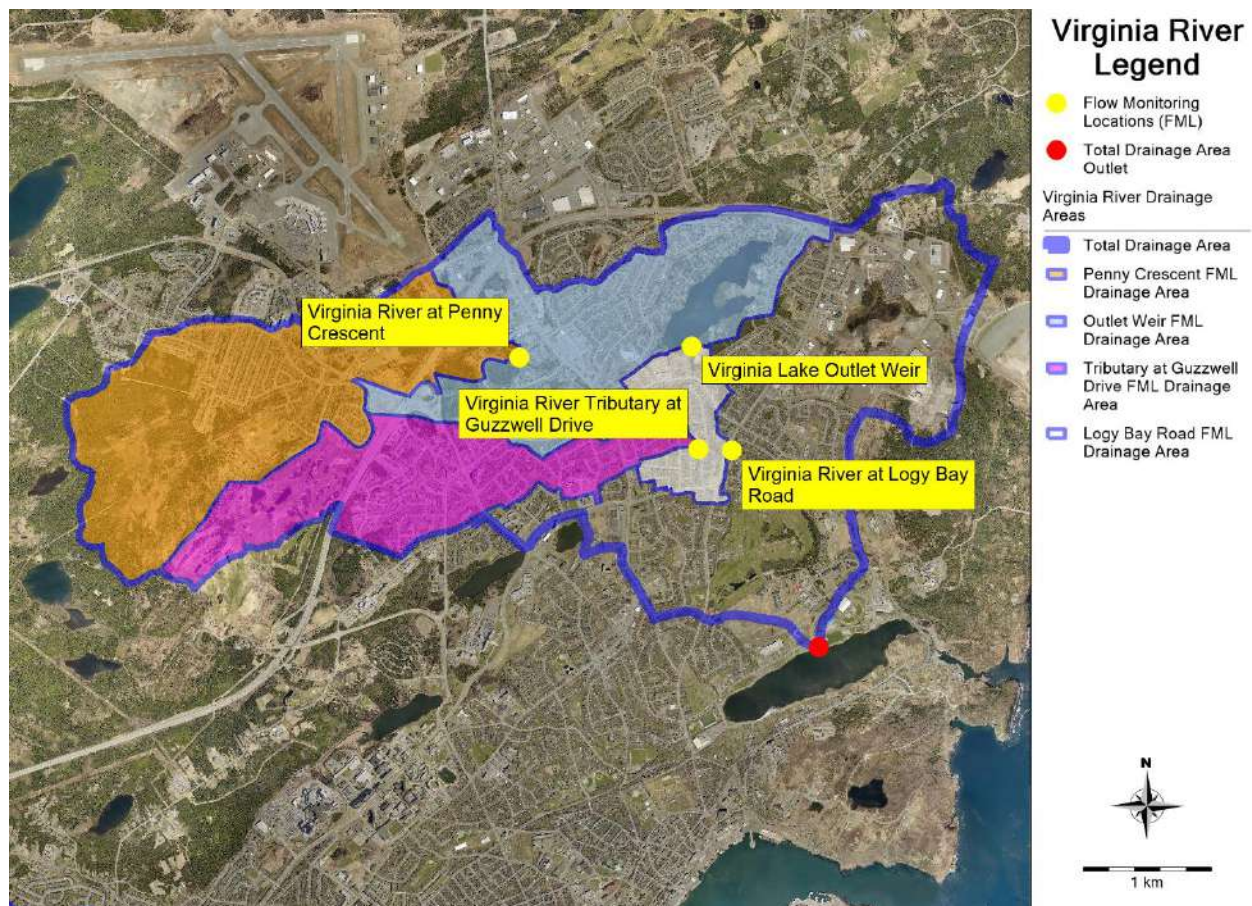 Virginia River
Legend
Flow Monitoring
Locations (FML)
Total Drainage Area
Outlet
Virginia River Drainage
Areas
Total Drainage Area
Penny Crescent FML
Drainage Area
Outlet Weir FML
Drainage Area
Tributary at Guzzwell
Drive FML Drainage
Area
Logy Bay Road FML
Drainage Area
Virginia River at Penny
Crescent
Virginia Lake Outlet Weir
Virginia River Tributary at
Guzzwell Drive
Virginia River at Logy Bay
Road
N
1 km